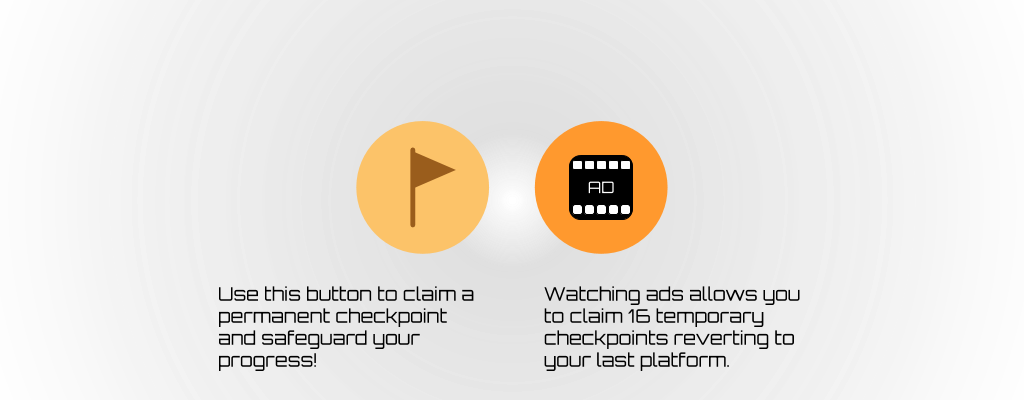 AD
Use this button to claim a
permanent checkpoint
and safeguard your
progress!
Watching ads allows you
to claim 16 temporary
checkpoints reverting to
your last platform.